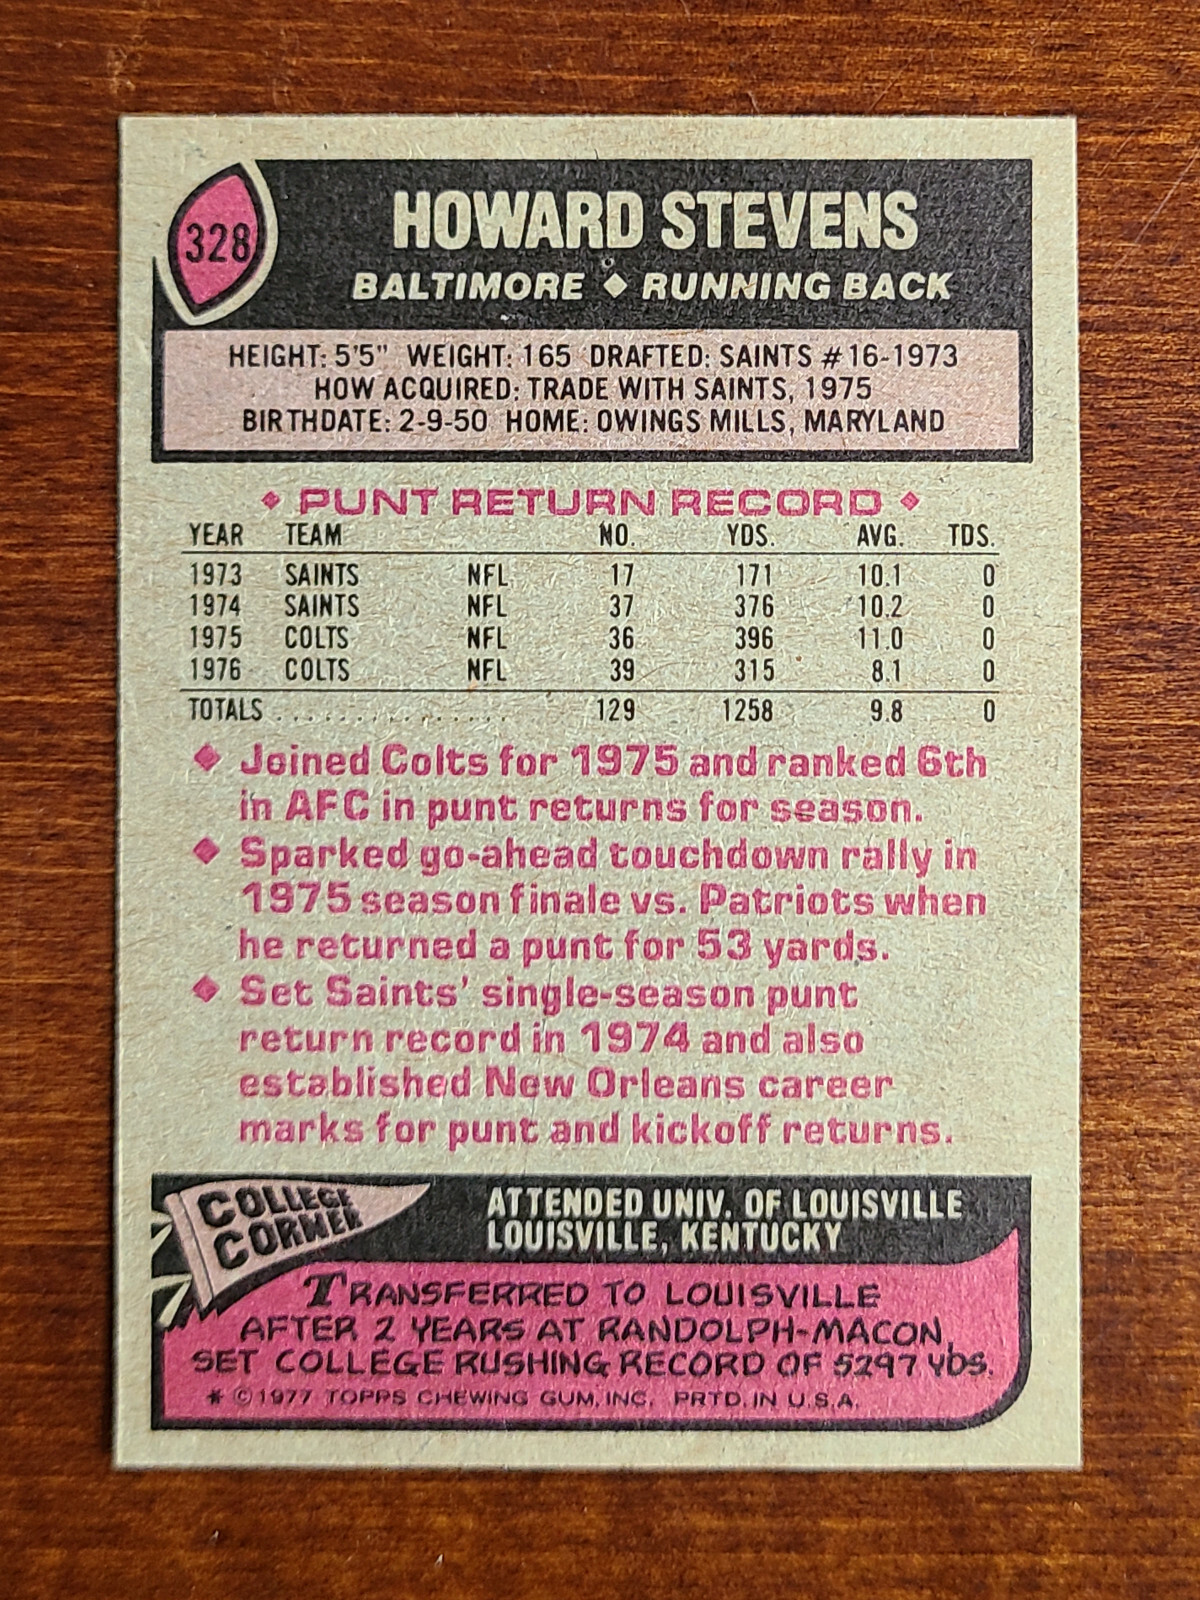 328
HOWARD STEVENS
BALTIMORE ◆ RUNNING BACK
HEIGHT: 5'5" WEIGHT: 165 DRAFTED: SAINTS #16-1973
HOW ACQUIRED: TRADE WITH SAINTS, 1975
BIRTHDATE: 2-9-50 HOME: OWINGS MILLS, MARYLAND
◆ PUNT RETURN RECORD ◆
YEAR TEAM NO. YDS. AVG. TDS.
1973 SAINTS NFL 17 171 10.1 0
1974 SAINTS NFL 37 376 10.2 0
1975 COLTS NFL 36 396 11.0 0
1976 COLTS NFL 39 315 8.1 0
TOTALS ............... 129 1258 9.8 0
◆ Joined Colts for 1975 and ranked 6th
in AFC in punt returns for season.
◆ Sparked go-ahead touchdown rally in
1975 season finale vs. Patriots when
he returned a punt for 53 yards.
◆ Set Saints' single-season punt
return record in 1974 and also
established New Orleans career
marks for punt and kickoff returns.
COLLEGE
CORNER
ATTENDED UNIV. OF LOUISVILLE
LOUISVILLE, KENTUCKY
TRANSFERRED TO LOUISVILLE
AFTER 2 YEARS AT RANDOLPH-MACON,
SET COLLEGE RUSHING RECORD OF 5297 YDS.
* © 1977 TOPPS CHEWING GUM, INC. PRTD. IN U.S.A.